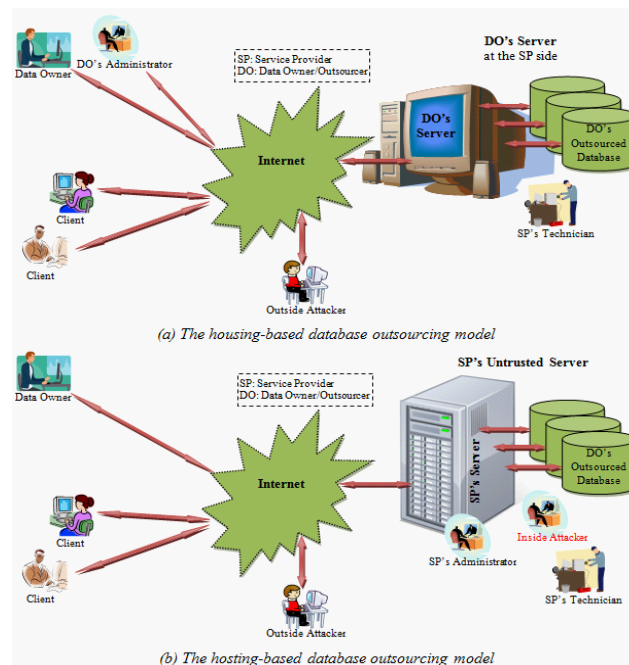 DO's Server
at the SP side
SP: Service Provider
DO: Data Owner/Outsourcer
Data Owner
DO's Administrator
DO's Server
Internet
DO's
Outsourced
Database
Client
SP's Technician
Client
Outside Attacker
(a) The housing-based database outsourcing model
SP's Untrusted Server
SP: Service Provider
DO: Data Owner/Outsourcer
Data Owner
SP's Server
DO's
Outsourced
Database
Internet
Client
Inside Attacker
SP's Administrator
Client
SP's Technician
Outside Attacker
(b) The hosting-based database outsourcing model